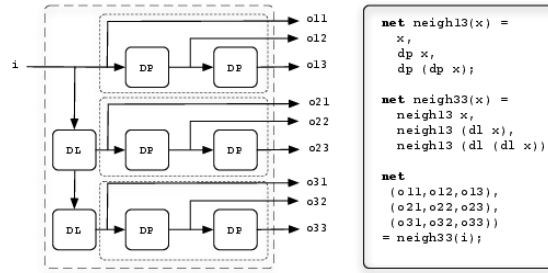 o11
o12
i
DP
DP
o13
o21
o22
DL
DP
DP
o23
o31
o32
DL
DP
DP
o33
net neigh13(x) =
x,
dp x,
dp (dp x);
net neigh33(x) =
neigh13 x,
neigh13 (dl x),
neigh13 (dl (dl x))
net
(o11,o12,o13),
(o21,o22,o23),
(o31,o32,o33))
= neigh33(i);